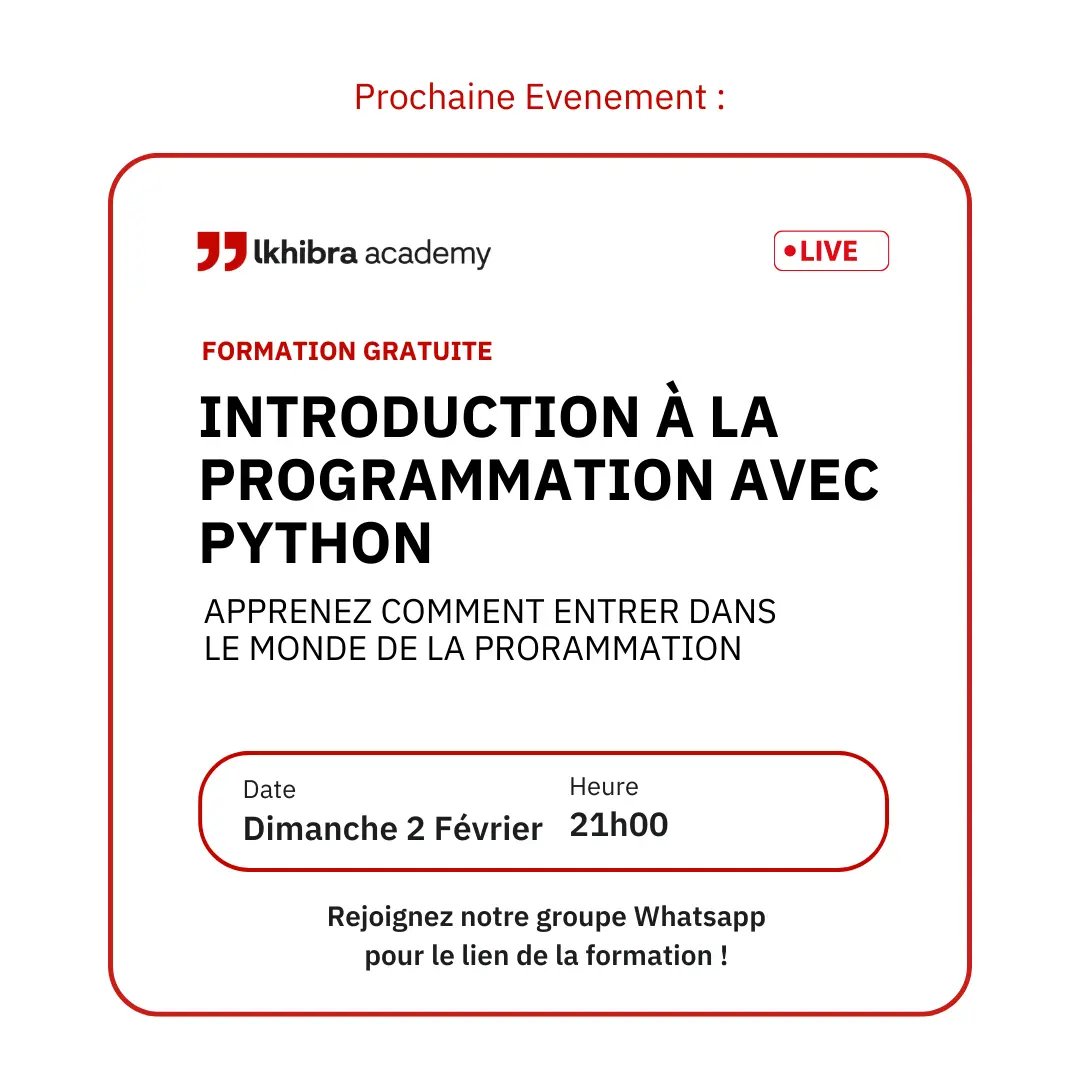 Prochaine Evenement :
lkhibra academy
LIVE
FORMATION GRATUITE
INTRODUCTION À LA
PROGRAMMATION AVEC
PYTHON
APPRENEZ COMMENT ENTRER DANS
LE MONDE DE LA PRORAMMATION
Date
Dimanche 2 Février
Heure
21h00
Rejoignez notre groupe Whatsapp
pour le lien de la formation !